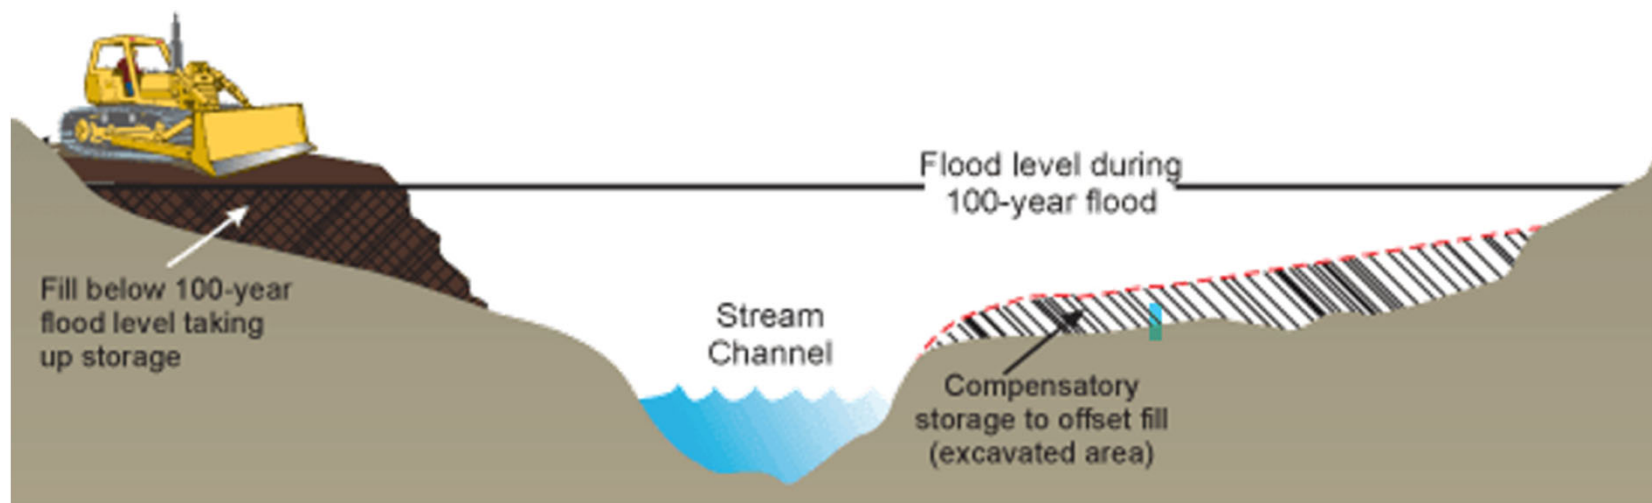 Flood level during
100-year flood
Fill below 100-year
flood level taking
up storage
Stream
Channel
Compensatory
storage to offset fill
(excavated area)